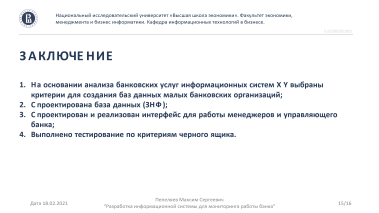 Национальный исследовательский университет «Высшая школа экономики». Факультет экономики,
менеджмента и бизнес информатики. Кафедра информационных технологий в бизнесе.
ЗАКЛЮЧЕНИЕ
1. На основании анализа банковских услуг информационных систем X Y выбраны
критерии для создания баз данных малых банковских организаций;
2. С проектирована база данных (3НФ);
3. С проектирован и реализован интерфейс для работы менеджеров и управляющего
банка;
4. Выполнено тестирование по критериям черного ящика.
Дата 18.02.2021
Пепеляев Максим Сергеевич
"Разработка информационной системы для мониторинга работы банка"
15/16